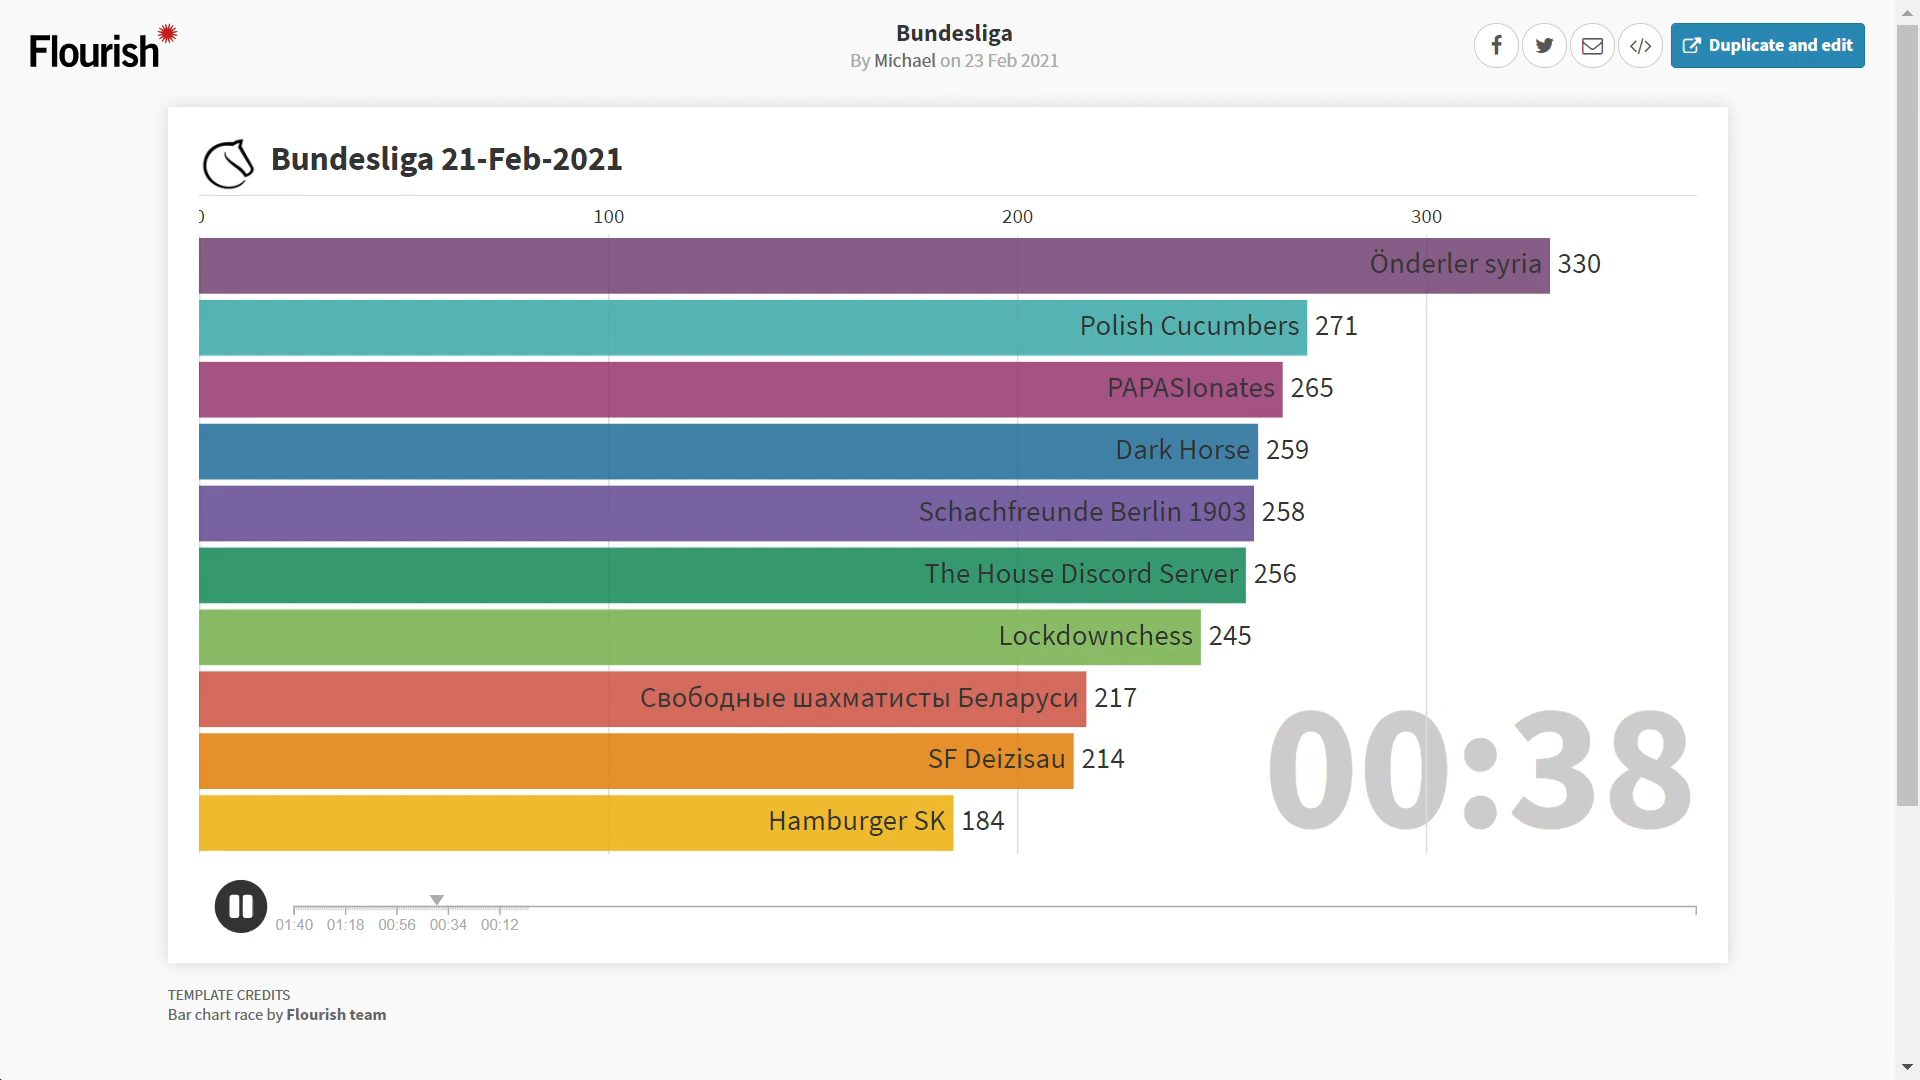 Flourish
Bundesliga
By Michael on 23 Feb 2021
</>
Duplicate and edit
Bundesliga 21-Feb-2021
0 100 200 300
Önderler syria 330
Polish Cucumbers 271
PAPASIonates 265
Dark Horse 259
Schachfreunde Berlin 1903 258
The House Discord Server 256
Lockdownchess 245
Свободные шахматисты Беларуси 217
SF Deizisau 214
Hamburger SK 184
00:38
01:40 01:18 00:56 00:34 00:12
TEMPLATE CREDITS
Bar chart race by Flourish team